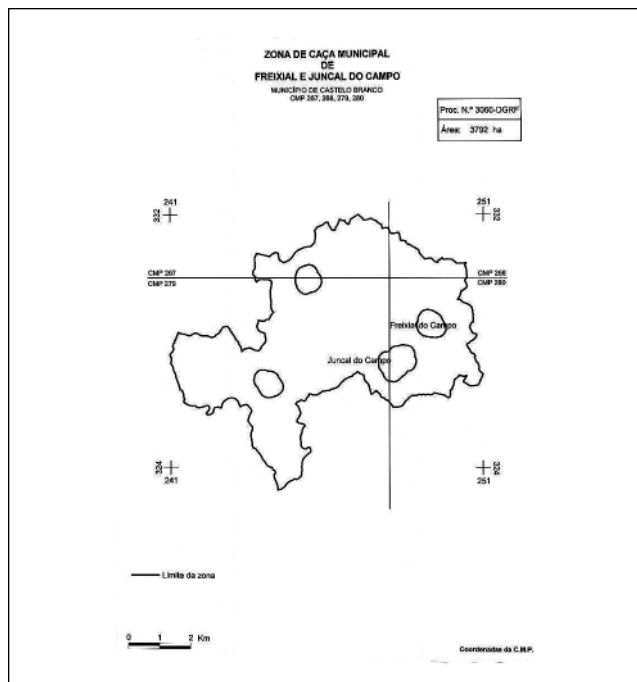 ZONA DE CAÇA MUNICIPAL
DE
FREIXIAL E JUNCAL DO CAMPO
MUNICÍPIO DE CASTELO BRANCO
CMP 267, 268, 279, 280
Proc. N.º 3060-DGRF
Área: 3792 ha
241
332
251
332
CMP 267
CMP 268
CMP 279
CMP 280
Freixial do Campo
Juncal do Campo
324
241
324
251
Limite da zona
0 1 2 Km
Coordenadas da C.M.P.